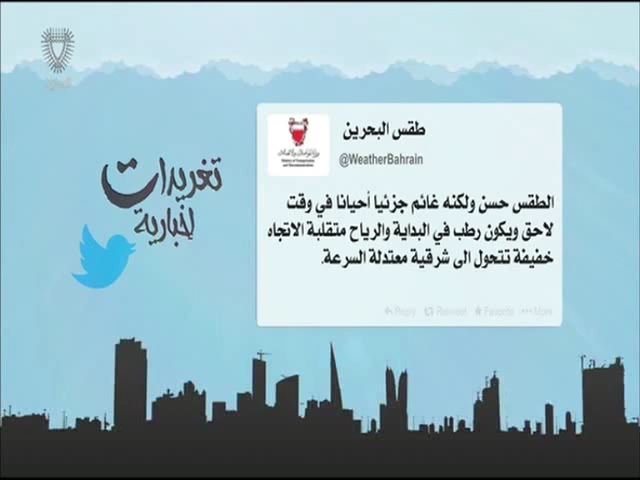 تغريدات
إخبارية
طقس البحرين
@WeatherBahrain
الطقس حسن ولكنه غائم جزئيا أحيانا في وقت
لاحق ويكون رطب في البداية والرياح متقلبة الاتجاه
خفيفة تتحول الى شرقية معتدلة السرعة.
Reply Retweet Favorite More